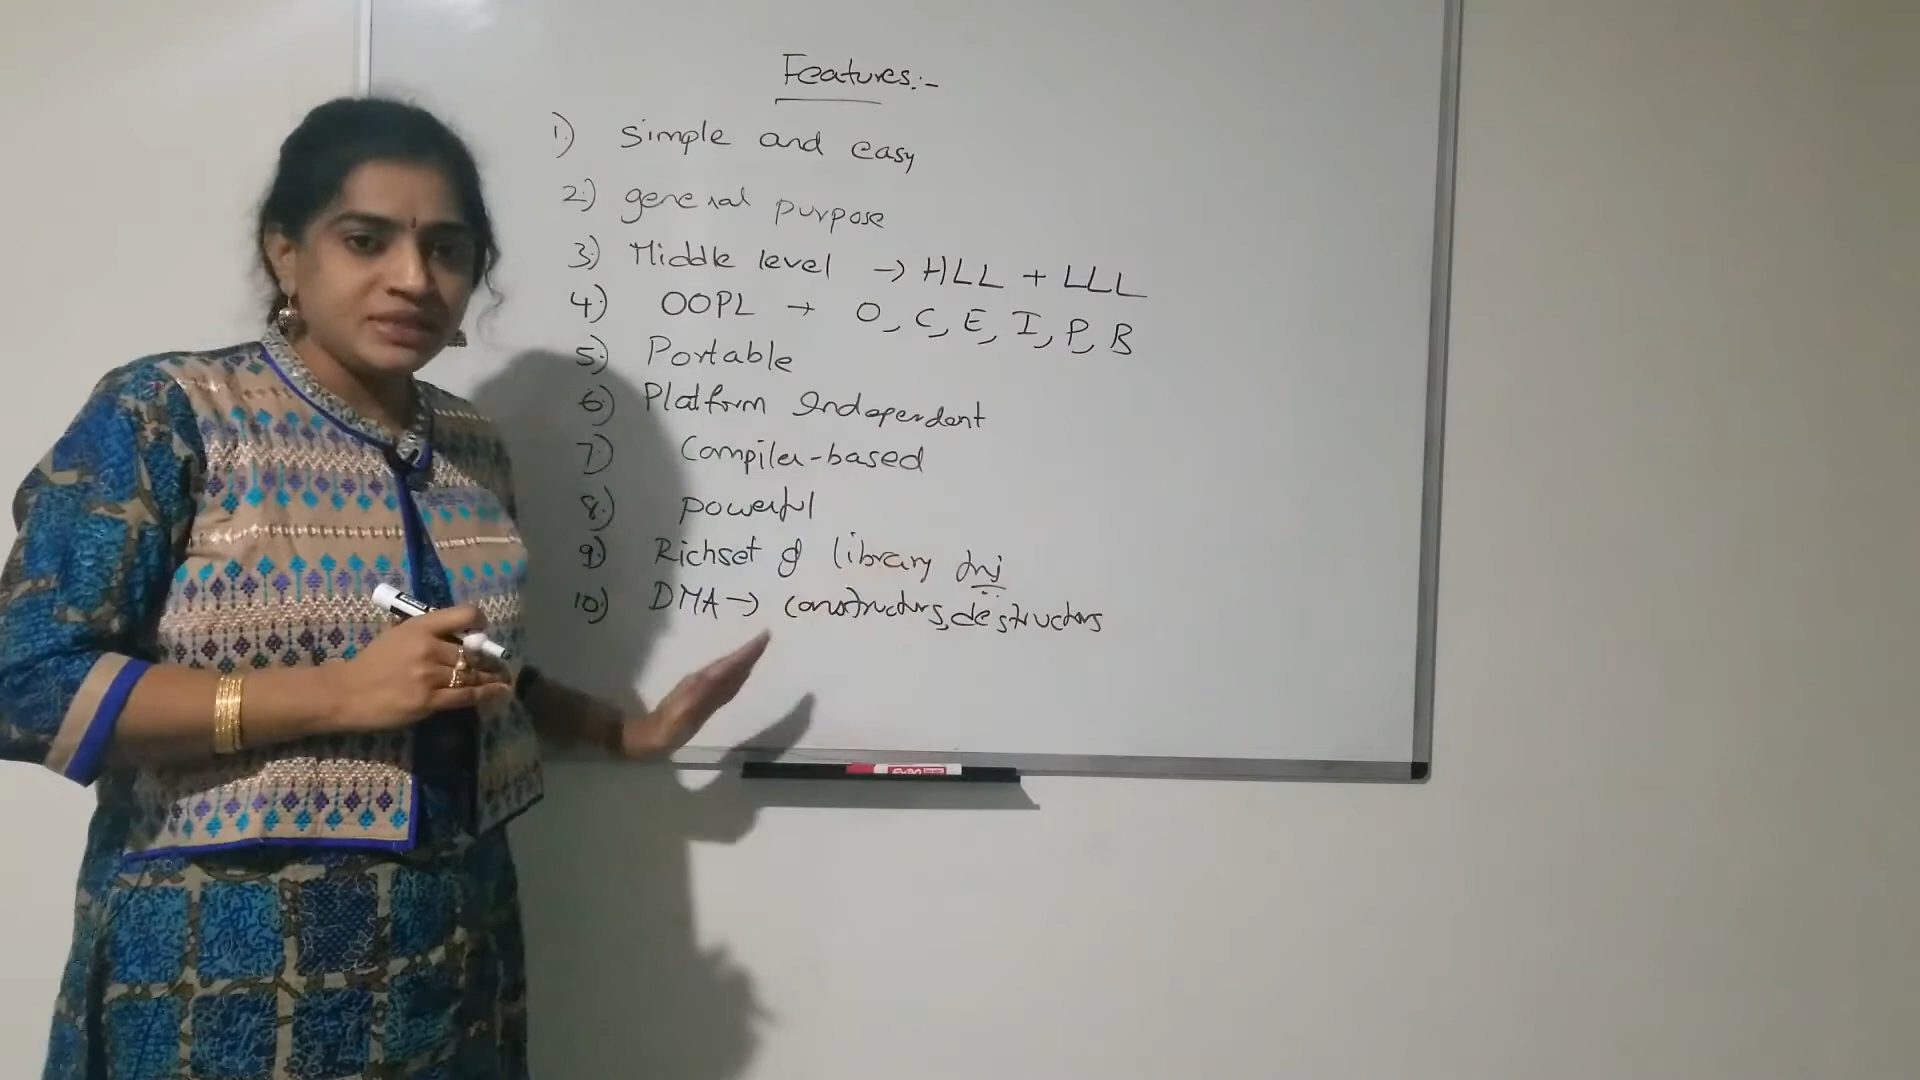 Features:-
1) Simple and easy
2) general purpose
3) Middle level → HLL + LLL
4) OOPL → O, C, E, I, P, B
5) Portable
6) Platform Independent
7) Compiler-based
8) powerful
9) Richset of library
10) DMA → constructors, destructors
EXPO